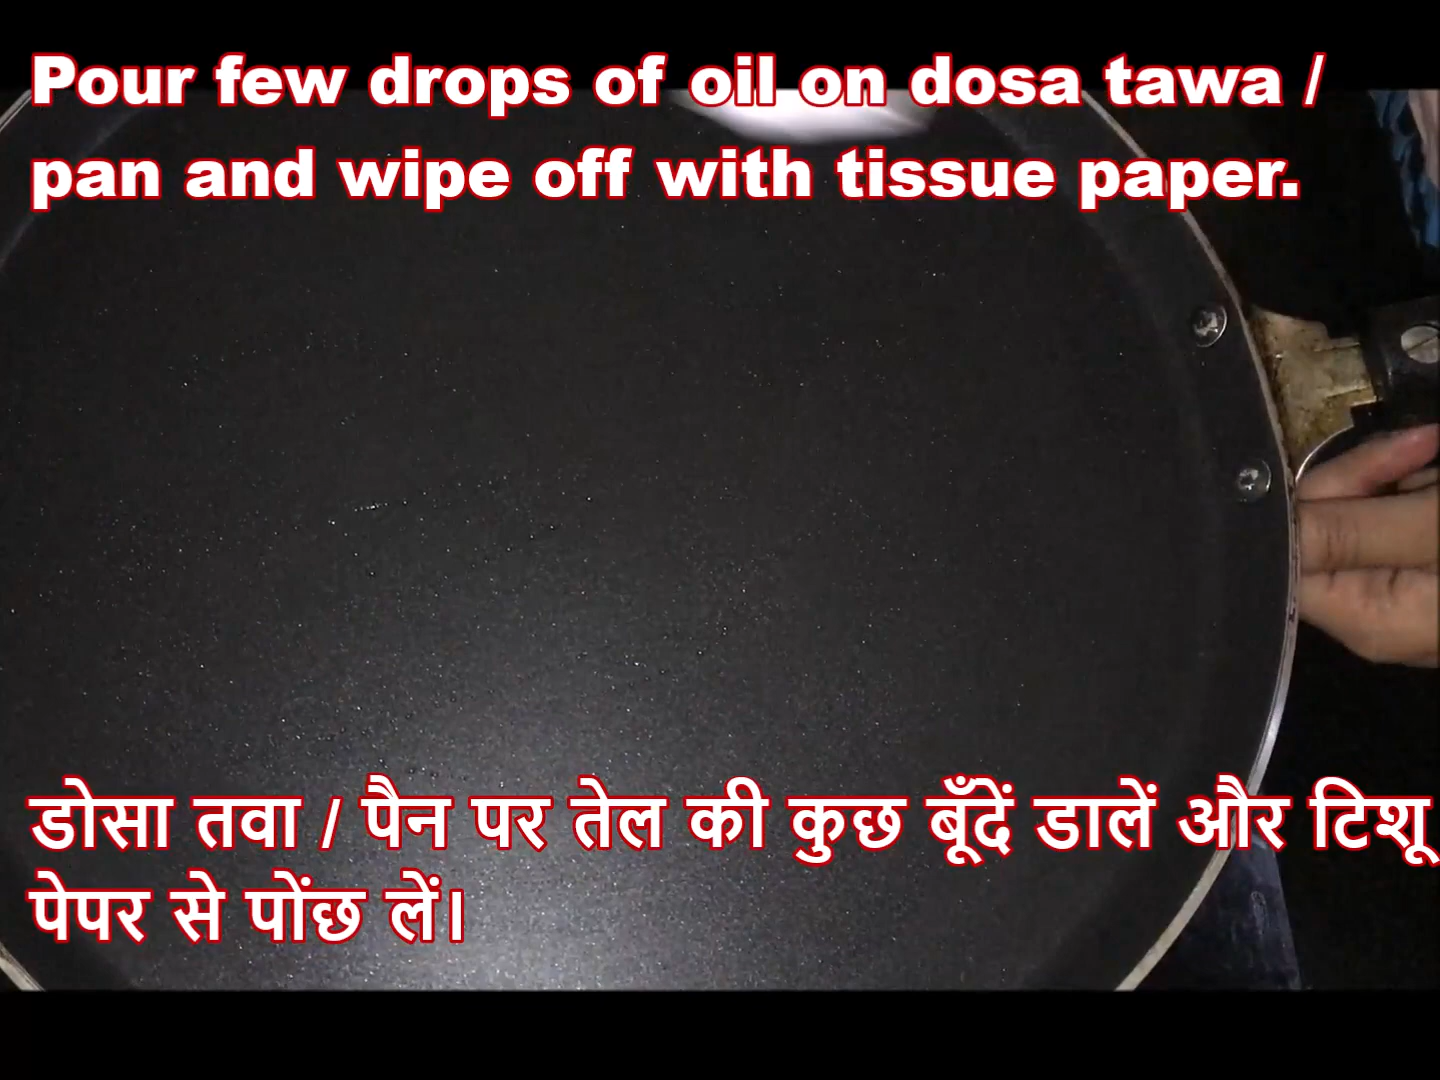 Pour few drops of oil on dosa tawa /
pan and wipe off with tissue paper.
डोसा तवा / पैन पर तेल की कुछ बूँदें डालें और टिशू
पेपर से पोंछ लें।